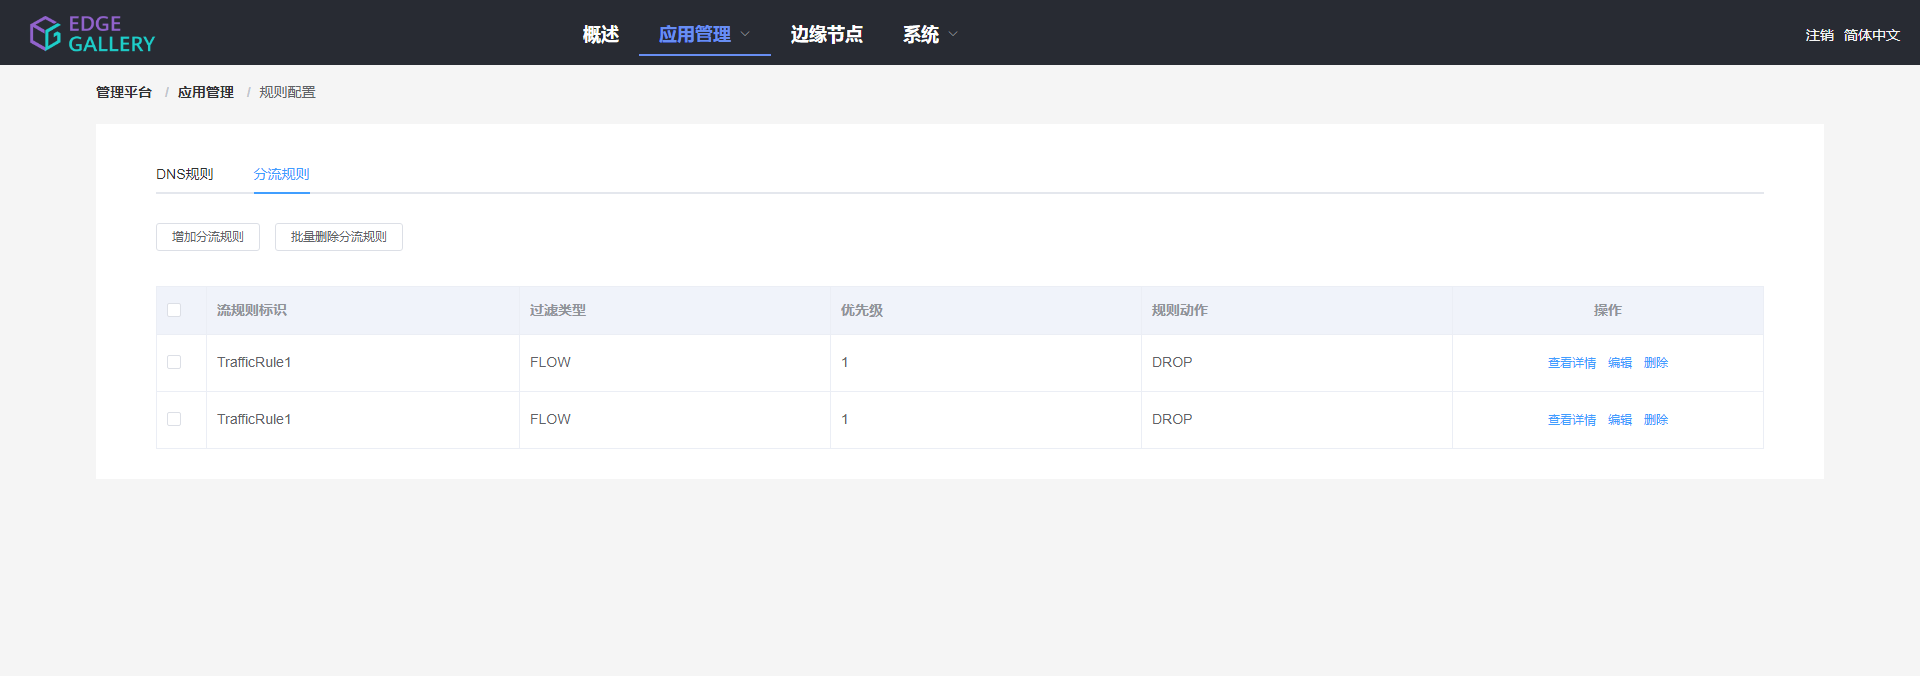 EDGE
GALLERY
概述 应用管理 边缘节点 系统
注销 简体中文
管理平台 / 应用管理 / 规则配置
DNS规则 分流规则
增加分流规则 批量删除分流规则
流规则标识 过滤类型 优先级 规则动作 操作
TrafficRule1 FLOW 1 DROP 查看详情 编辑 删除
TrafficRule1 FLOW 1 DROP 查看详情 编辑 删除